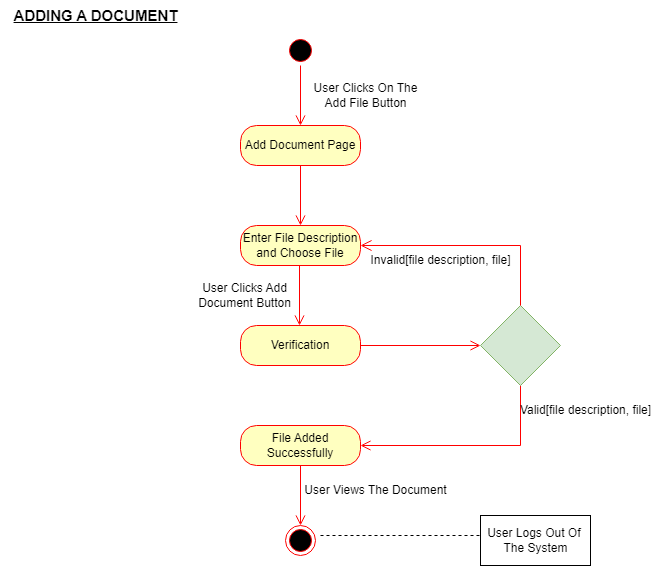 ADDING A DOCUMENT
User Clicks On The
Add File Button
Add Document Page
Enter File Description
and Choose File
Invalid[file description, file]
User Clicks Add
Document Button
Verification
Valid[file description, file]
File Added
Successfully
User Views The Document
User Logs Out Of
The System